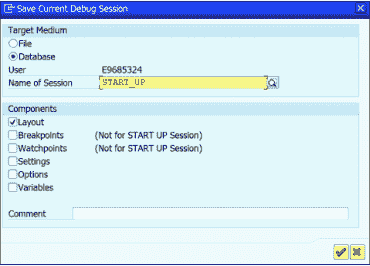 Save Current Debug Session
Target Medium
File
Database
User E9685324
Name of Session START_UP
Components
Layout
Breakpoints (Not for START UP Session)
Watchpoints (Not for START UP Session)
Settings
Options
Variables
Comment